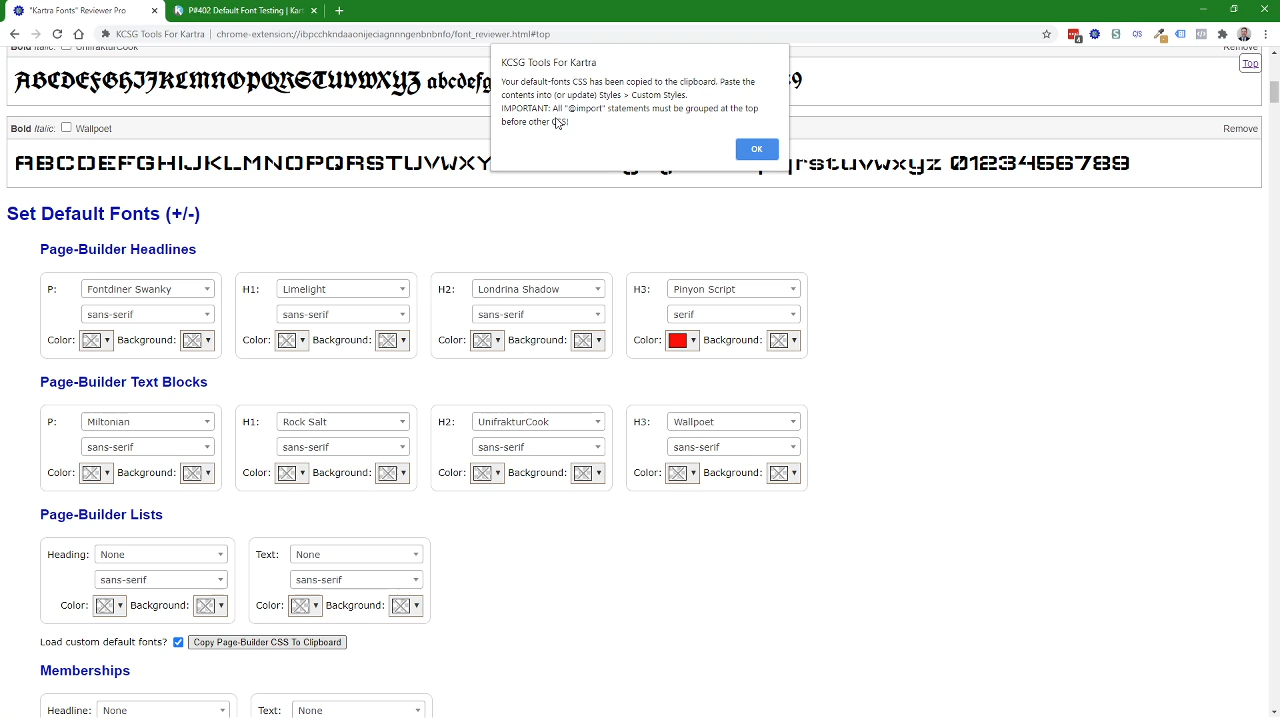 "Kartra Fonts" Reviewer Pro
P#402 Default Font Testing | Kart
KCSG Tools For Kartra | chrome-extension://ibpcchkndaaonijeciagnnngenbnbnfo/font_reviewer.html#top
Bold Italic: UnifrakturCook Remove
Top
ABCDEFGHIJKLMNOPQRSTUVWXYZ abcdefg 89
KCSG Tools For Kartra
Your default-fonts CSS has been copied to the clipboard. Paste the
contents into (or update) Styles > Custom Styles.
IMPORTANT: All "@import" statements must be grouped at the top
before other CSS!
OK
Bold Italic: Wallpoet Remove
ABCDEFGHIJKLMNOPQRSTUVWXY rstuvwxyz 0123456789
Set Default Fonts (+/-)
Page-Builder Headlines
P: Fontdiner Swanky H1: Limelight H2: Londrina Shadow H3: Pinyon Script
sans-serif sans-serif sans-serif serif
Color: Background: Color: Background: Color: Background: Color: Background:
Page-Builder Text Blocks
P: Miltonian H1: Rock Salt H2: UnifrakturCook H3: Wallpoet
sans-serif sans-serif sans-serif sans-serif
Color: Background: Color: Background: Color: Background: Color: Background:
Page-Builder Lists
Heading: None Text: None
sans-serif sans-serif
Color: Background: Color: Background:
Load custom default fonts? Copy Page-Builder CSS To Clipboard
Memberships
Headline: None Text: None